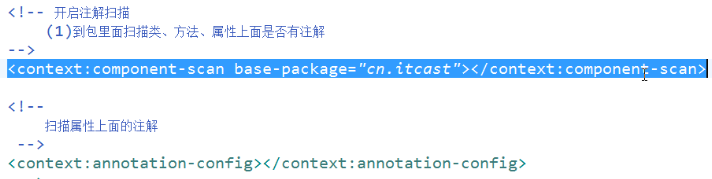 <!-- 开启注解扫描
(1)到包里面扫描类、方法、属性上面是否有注解
-->
<context:component-scan base-package="cn.itcast"></context:component-scan>
<!--
扫描属性上面的注解
-->
<context:annotation-config></context:annotation-config>